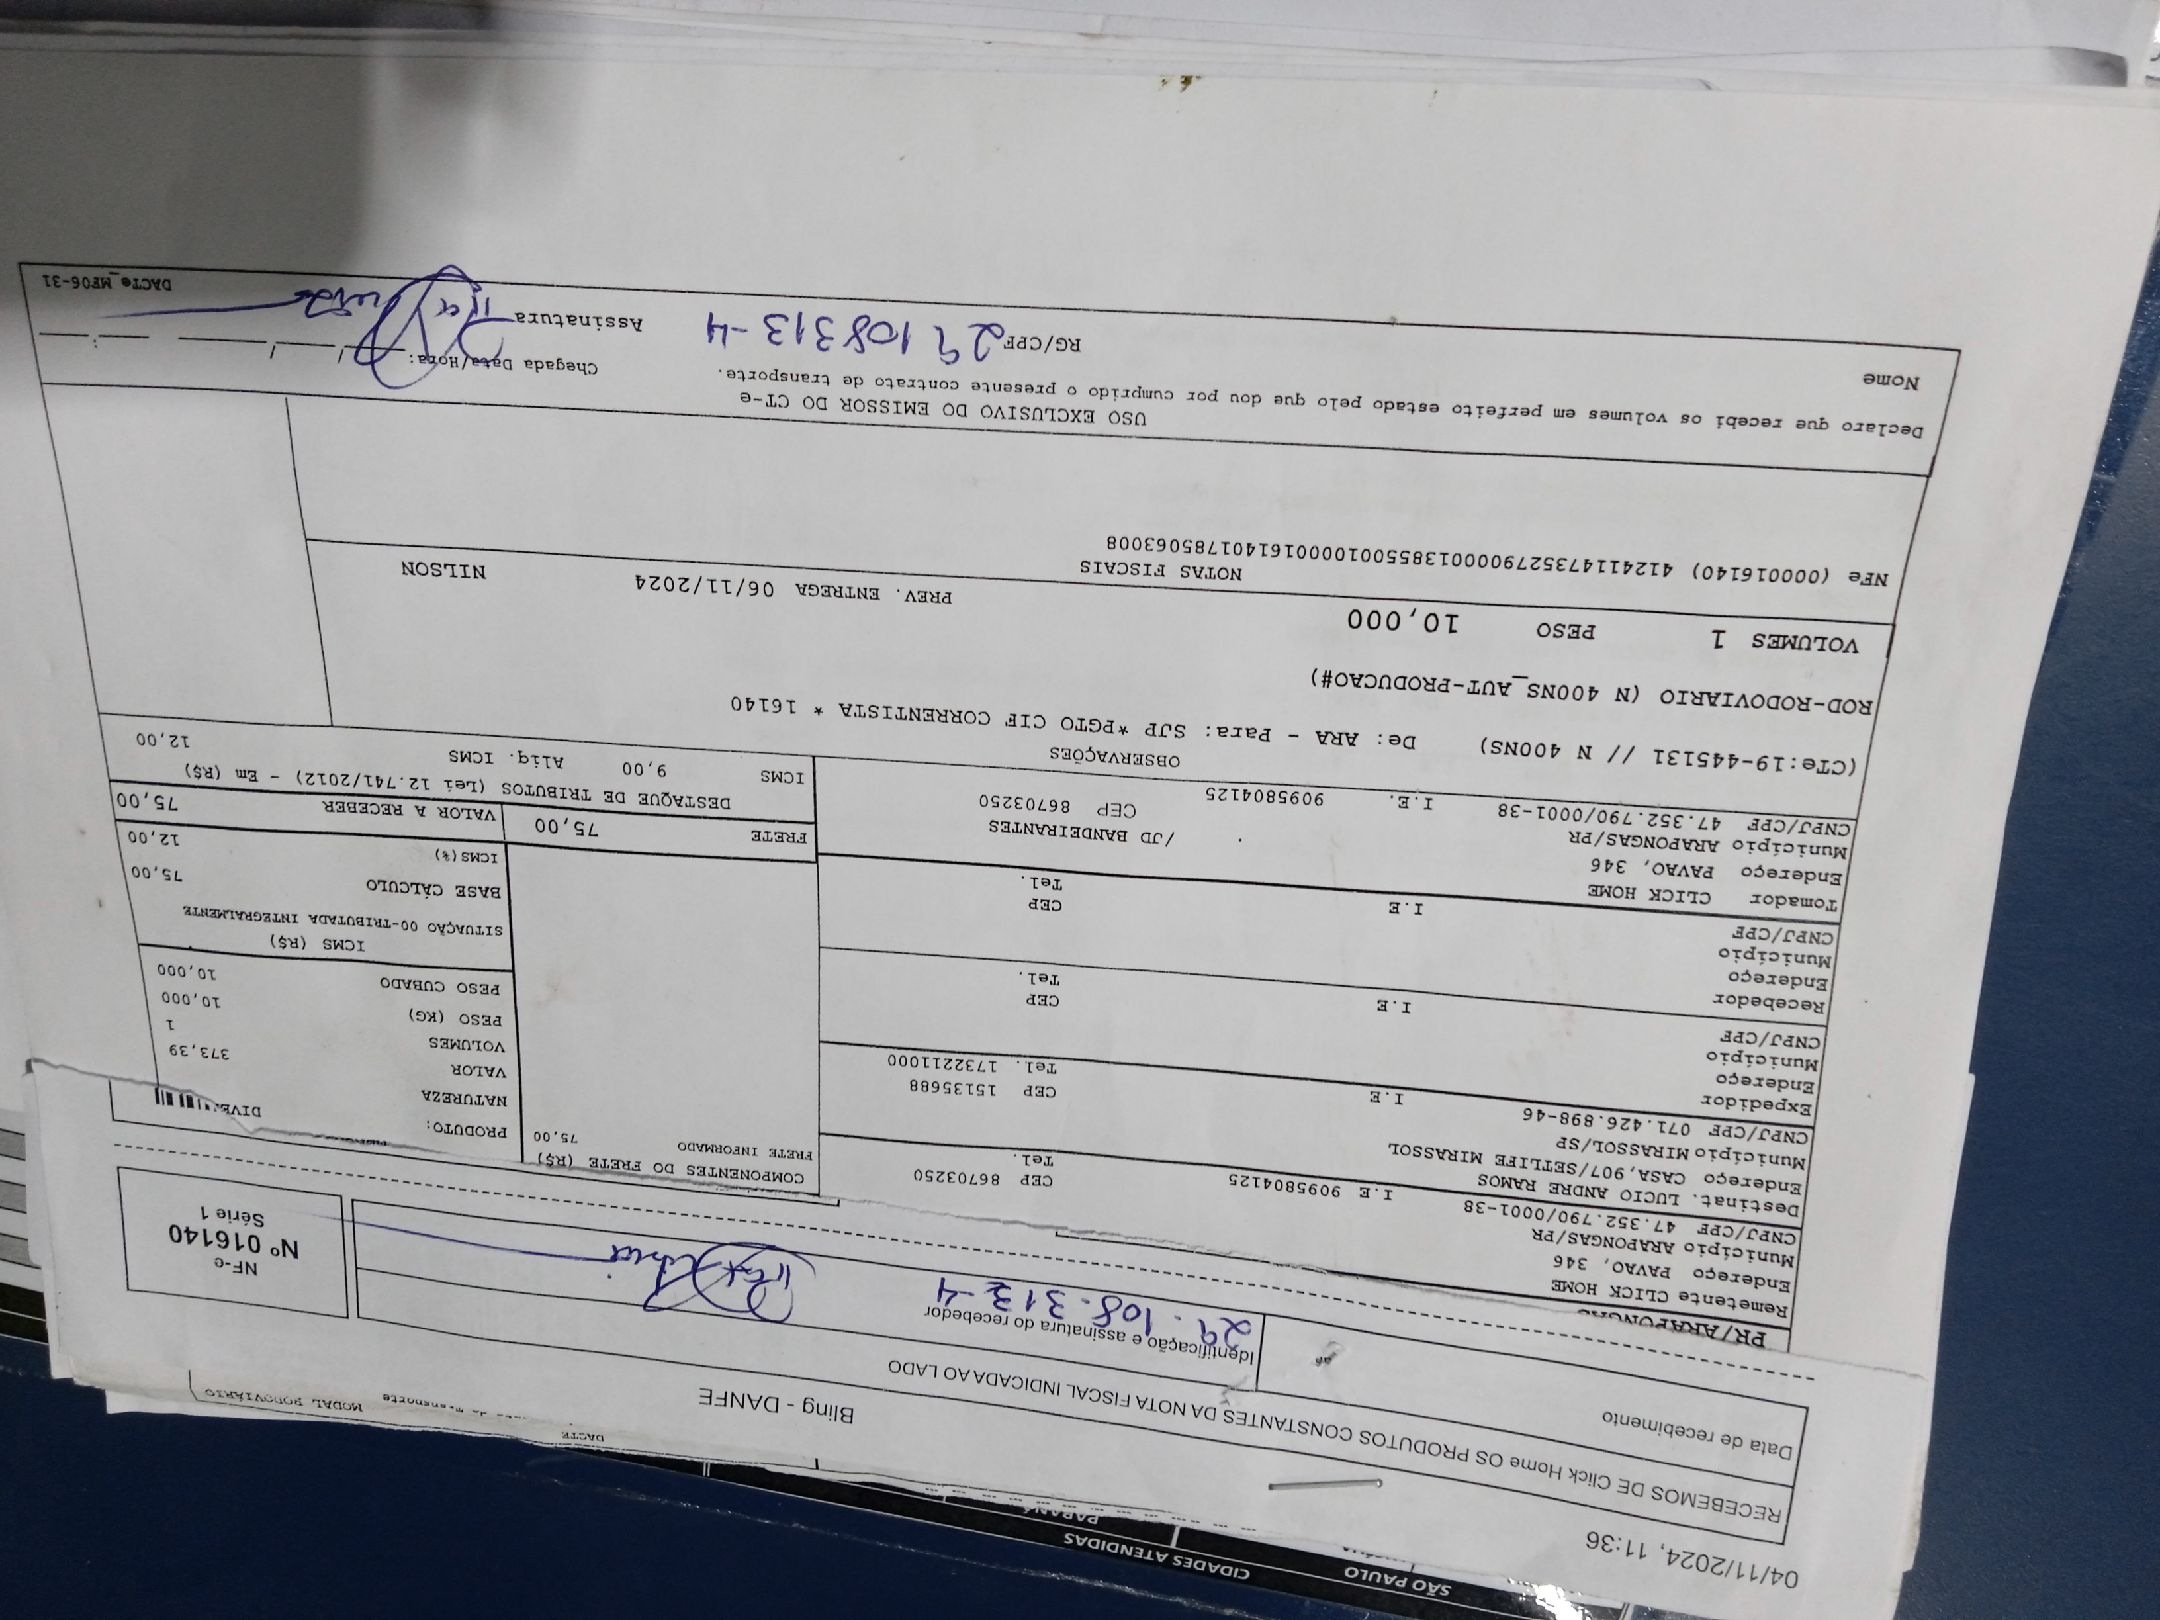 SÃO PAULO
CIDADES ATENDIDAS
PARANÁ
04/11/2024, 11:36
Bling - DANFE
DACTE
MODAL RODOVIÁRIO
RECEBEMOS DE Click Home OS PRODUTOS CONSTANTES DA NOTA FISCAL INDICADA AO LADO
Data de recebimento
Identificação e assinatura do recebedor
29.108.313-4
NF-e
Nº 016140
Série 1
Remetente CLICK HOME
Endereço PAVAO, 346
Município ARAPONGAS/PR
CEP 86703250
CNPJ/CPF 47.352.790/0001-38 I.E 9095804125 Tel.
Destinat. LUCIO ANDRE RAMOS
Endereço CASA,907/SETLIFE MIRASSOL
Município MIRASSOL/SP
CEP 15135688
CNPJ/CPF 071.426.898-46 I.E Tel. 1732211000
Expedidor
Endereço
Município
CEP
CNPJ/CPF I.E Tel.
Recebedor
Endereço
Município
CEP
CNPJ/CPF I.E Tel.
Tomador CLICK HOME
Endereço PAVAO, 346 /JD BANDEIRANTES
Município ARAPONGAS/PR CEP 86703250
CNPJ/CPF 47.352.790/0001-38 I.E. 9095804125
COMPONENTES DO FRETE (R$)
FRETE INFORMADO 75,00
FRETE 75,00
PRODUTO:
NATUREZA
VALOR 373,39
VOLUMES 1
PESO (KG) 10,000
PESO CUBADO 10,000
ICMS (R$)
SITUAÇÃO 00-TRIBUTADA INTEGRALMENTE
BASE CÁLCULO 75,00
ICMS(%) 12,00
VALOR A RECEBER 75,00
DESTAQUE DE TRIBUTOS (Lei 12.741/2012) - Em (R$)
ICMS 9,00 Aliq. ICMS 12,00
OBSERVAÇÕES
(CTe:19-445131 // N 400NS) De: ARA - Para: SJP *PGTO CIF CORRENTISTA * 16140
ROD-RODOVIARIO (N 400NS_AUT-PRODUCAO#)
VOLUMES 1 PESO 10,000 PREV. ENTREGA 06/11/2024 NILSON
NOTAS FISCAIS
NFe (000016140) 41241147352790000138550010000161401785063008
USO EXCLUSIVO DO EMISSOR DO CT-e
Declaro que recebi os volumes em perfeito estado pelo que dou por cumprido o presente contrato de transporte.
Chegada Data/Hora:
Nome RG/CPF 29 108 313-4 Assinatura
DACTe_MF06-31